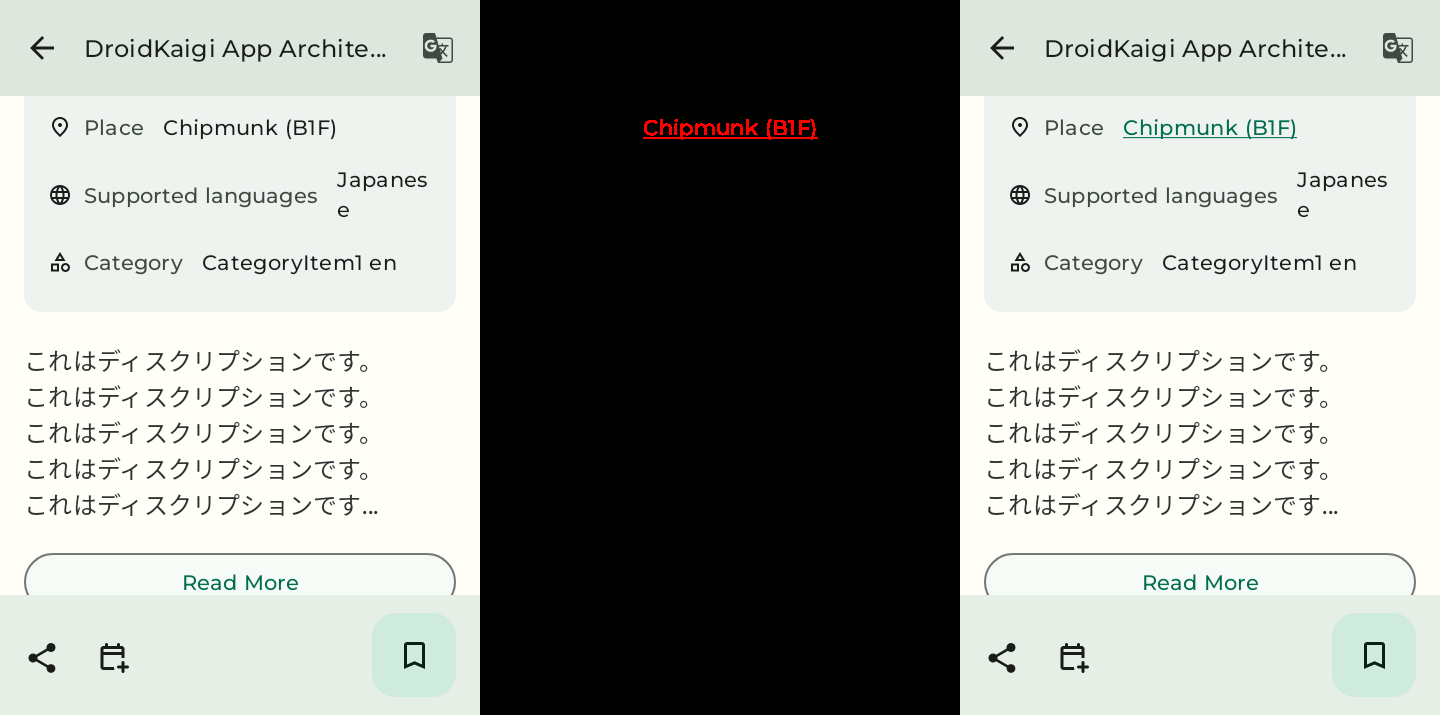 DroidKaigi App Archite...
Place Chipmunk (B1F)
Supported languages Japanes
e
Category CategoryItem1 en
これはディスクリプションです。
これはディスクリプションです。
これはディスクリプションです。
これはディスクリプションです。
これはディスクリプションです...
Read More
Chipmunk (B1F)
DroidKaigi App Archite...
Place Chipmunk (B1F)
Supported languages Japanes
e
Category CategoryItem1 en
これはディスクリプションです。
これはディスクリプションです。
これはディスクリプションです。
これはディスクリプションです。
これはディスクリプションです...
Read More